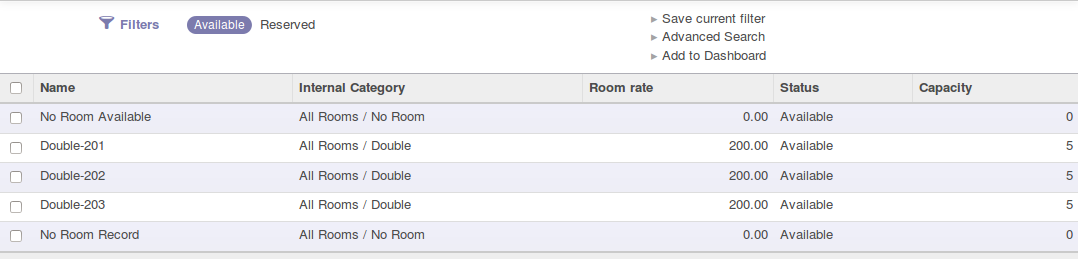 Filters Available Reserved
Save current filter
Advanced Search
Add to Dashboard
Name Internal Category Room rate Status Capacity
No Room Available All Rooms / No Room 0.00 Available 0
Double-201 All Rooms / Double 200.00 Available 5
Double-202 All Rooms / Double 200.00 Available 5
Double-203 All Rooms / Double 200.00 Available 5
No Room Record All Rooms / No Room 0.00 Available 0